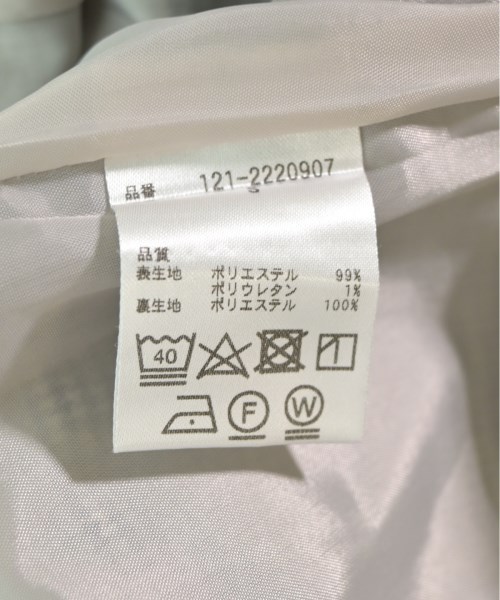 品番 121-2220907
S
品質
表生地 ポリエステル 99%
ポリウレタン 1%
裏生地 ポリエステル 100%
40
F W